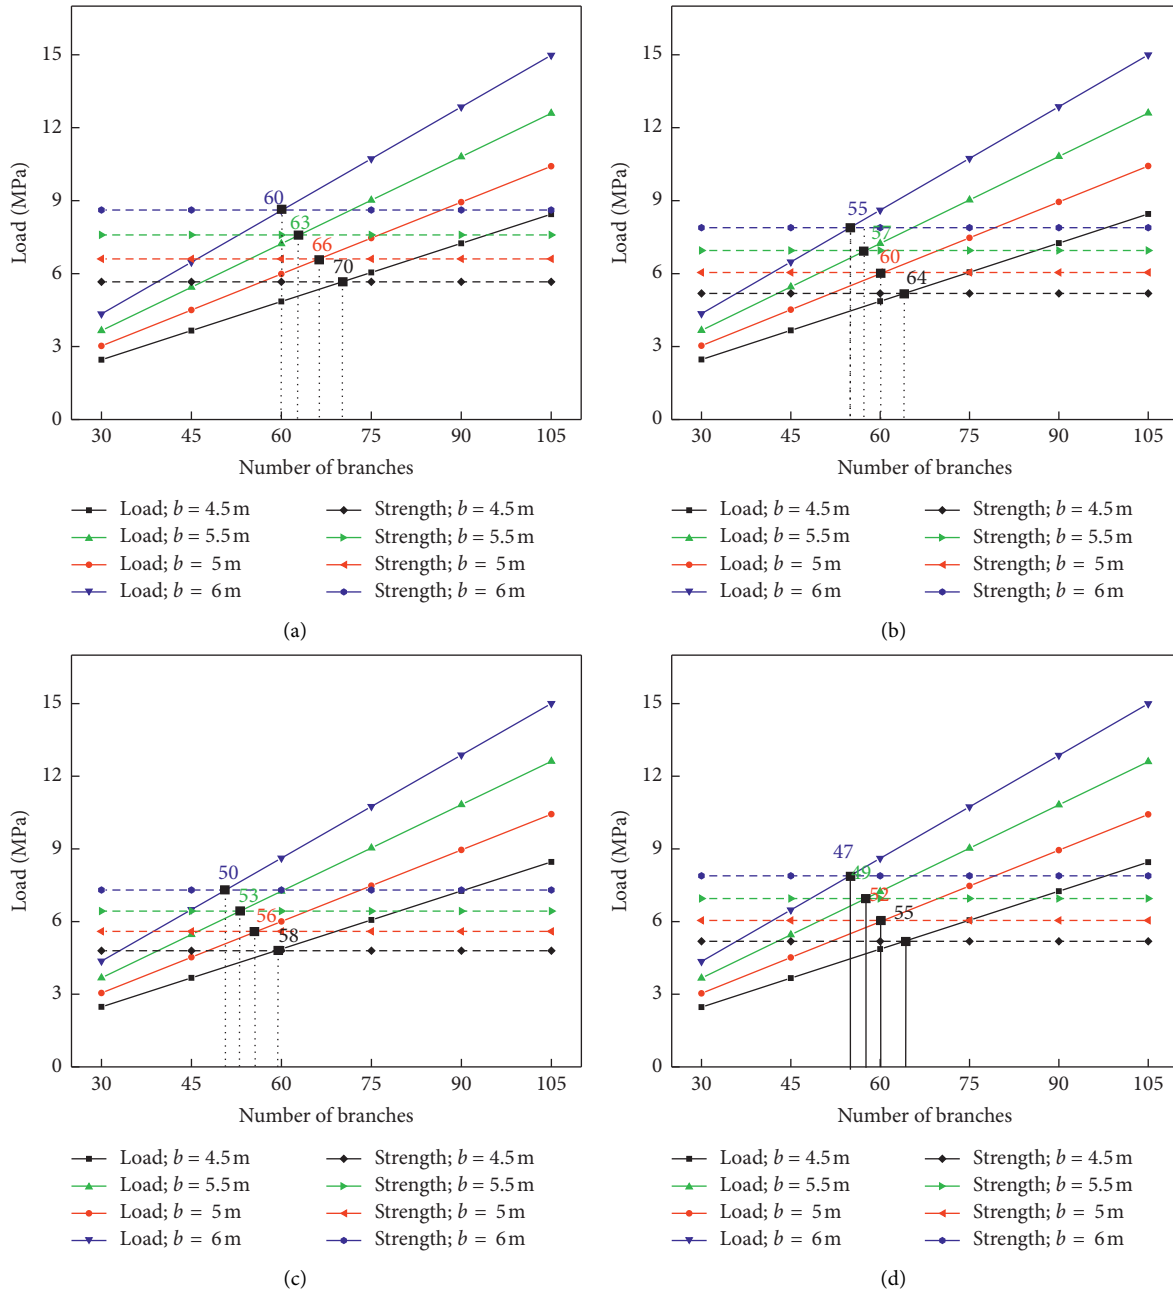 15
12
9
6
3
0
Load (MPa)
60
63
66
70
30 45 60 75 90 105
Number of branches
Load; b = 4.5 m Strength; b = 4.5 m
Load; b = 5.5 m Strength; b = 5.5 m
Load; b = 5 m Strength; b = 5 m
Load; b = 6 m Strength; b = 6 m
(a)
15
12
9
6
3
0
Load (MPa)
55
57
60
64
30 45 60 75 90 105
Number of branches
Load; b = 4.5 m Strength; b = 4.5 m
Load; b = 5.5 m Strength; b = 5.5 m
Load; b = 5 m Strength; b = 5 m
Load; b = 6 m Strength; b = 6 m
(b)
15
12
9
6
3
0
Load (MPa)
50
53
56
58
30 45 60 75 90 105
Number of branches
Load; b = 4.5 m Strength; b = 4.5 m
Load; b = 5.5 m Strength; b = 5.5 m
Load; b = 5 m Strength; b = 5 m
Load; b = 6 m Strength; b = 6 m
(c)
15
12
9
6
3
0
Load (MPa)
47
49
52
55
30 45 60 75 90 105
Number of branches
Load; b = 4.5 m Strength; b = 4.5 m
Load; b = 5.5 m Strength; b = 5.5 m
Load; b = 5 m Strength; b = 5 m
Load; b = 6 m Strength; b = 6 m
(d)